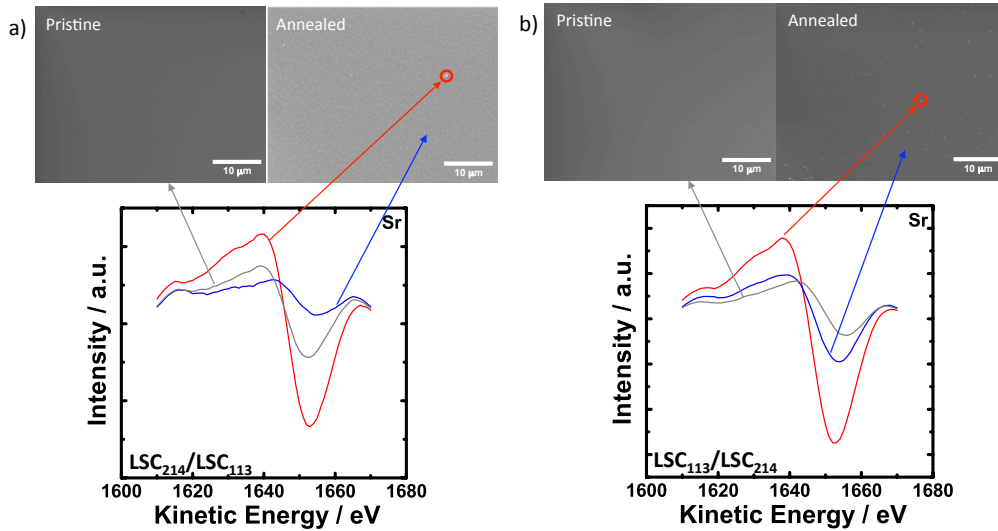 a)
Pristine
Annealed
10 μm
10 μm
Sr
Intensity / a.u.
LSC₂₁₄/LSC₁₁₃
1600 1620 1640 1660 1680
Kinetic Energy / eV
b)
Pristine
Annealed
10 μm
10 μm
Sr
Intensity / a.u.
LSC₁₁₃/LSC₂₁₄
1600 1620 1640 1660 1680
Kinetic Energy / eV